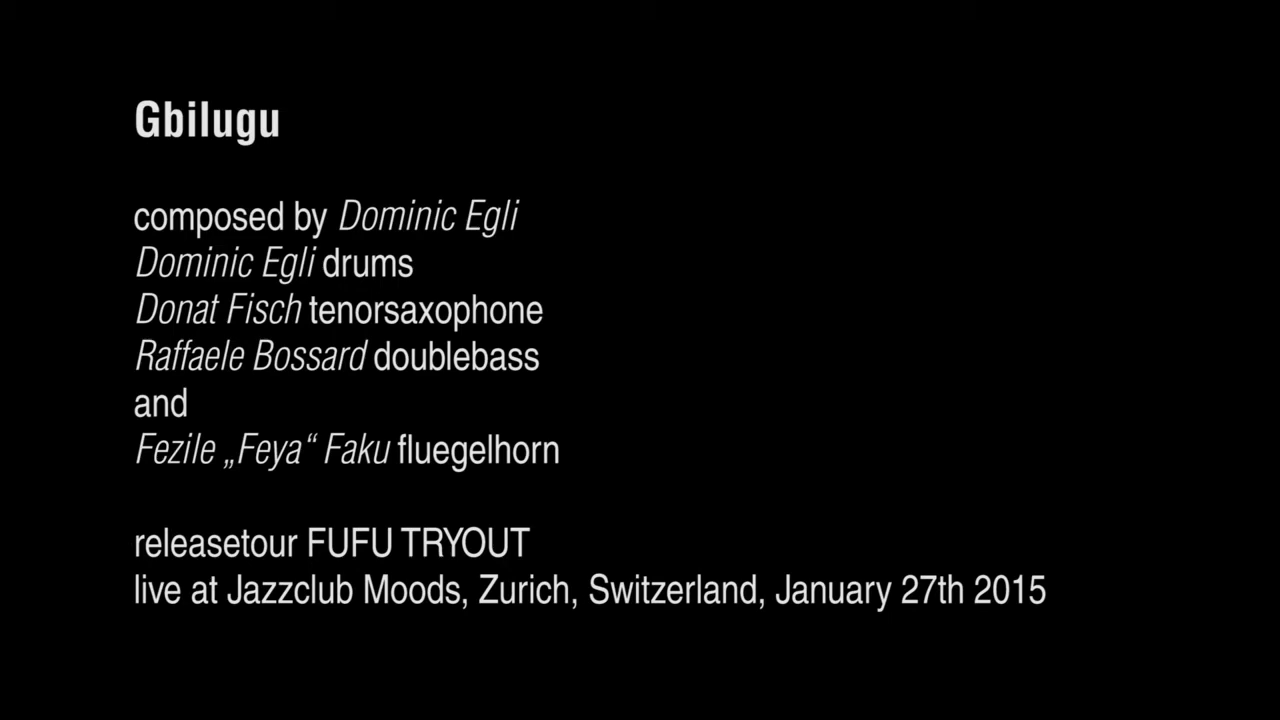 Gbilugu
composed by Dominic Egli
Dominic Egli drums
Donat Fisch tenorsaxophone
Raffaele Bossard doublebass
and
Fezile „Feya“ Faku fluegelhorn
releasetour FUFU TRYOUT
live at Jazzclub Moods, Zurich, Switzerland, January 27th 2015